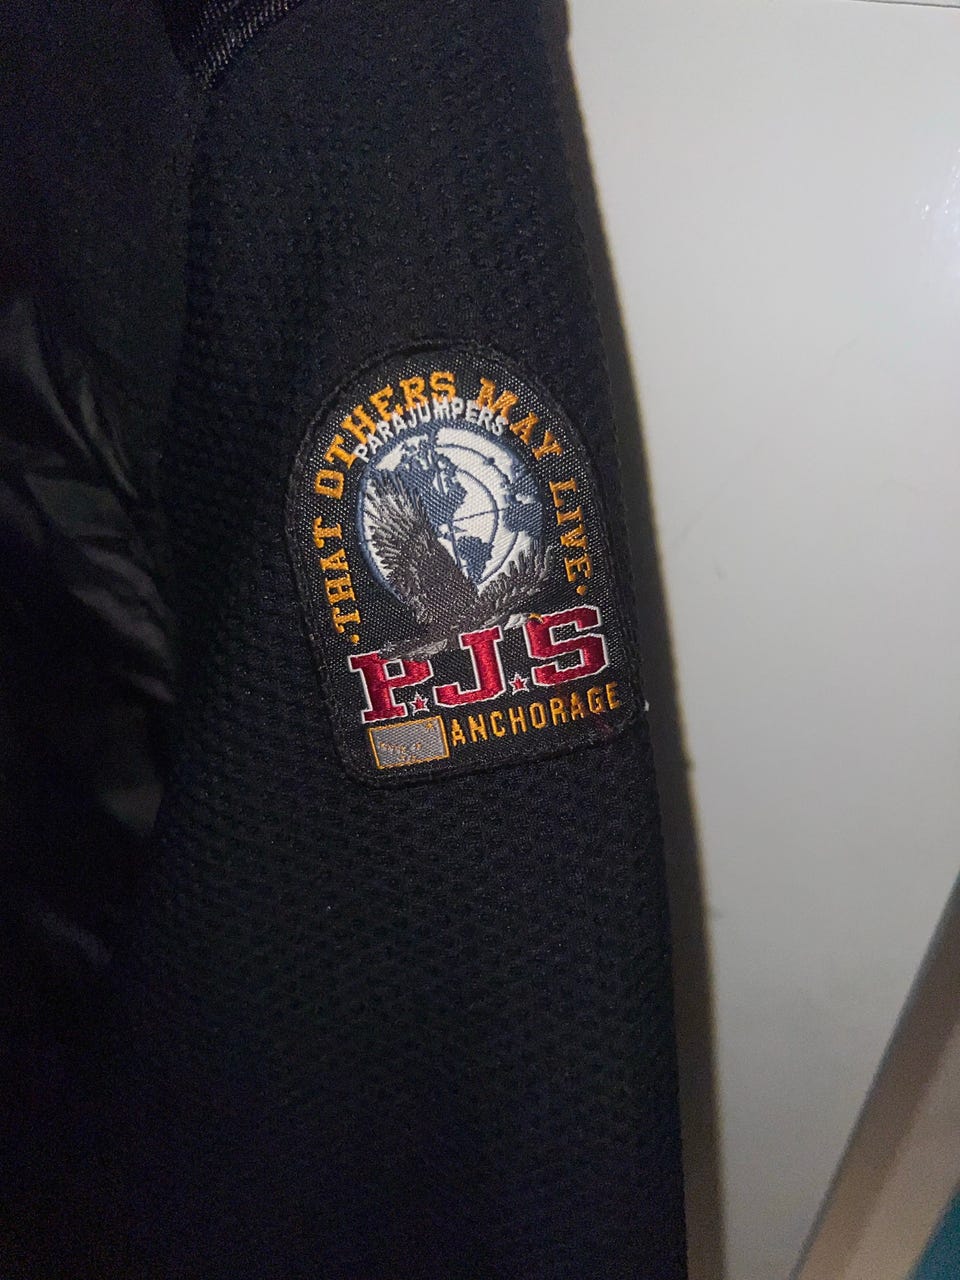 ·THAT OTHERS MAY LIVE·
PARAJUMPERS
P.J.S
ANCHORAGE